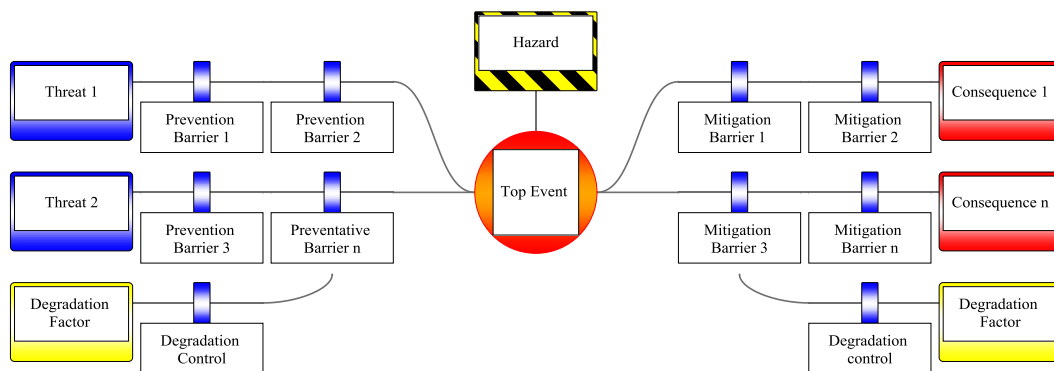 Hazard
Threat 1
Prevention
Barrier 1
Prevention
Barrier 2
Mitigation
Barrier 1
Mitigation
Barrier 2
Consequence 1
Top Event
Threat 2
Prevention
Barrier 3
Preventative
Barrier n
Mitigation
Barrier 3
Mitigation
Barrier n
Consequence n
Degradation
Factor
Degradation
Control
Degradation
control
Degradation
Factor